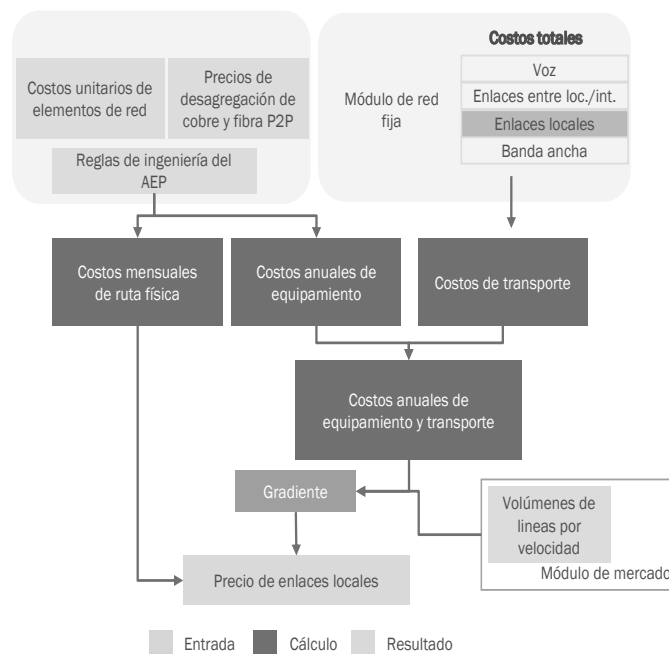 Costos unitarios de
elementos de red
Precios de
desagregación de
cobre y fibra P2P
Reglas de ingeniería del
AEP
Costos totales
Módulo de red
fija
Voz
Enlaces entre loc./int.
Enlaces locales
Banda ancha
Costos mensuales
de ruta física
Costos anuales de
equipamiento
Costos de transporte
Costos anuales de
equipamiento y transporte
Gradiente
Volúmenes de
lineas por
velocidad
Módulo de mercado
Precio de enlaces locales
Entrada
Cálculo
Resultado